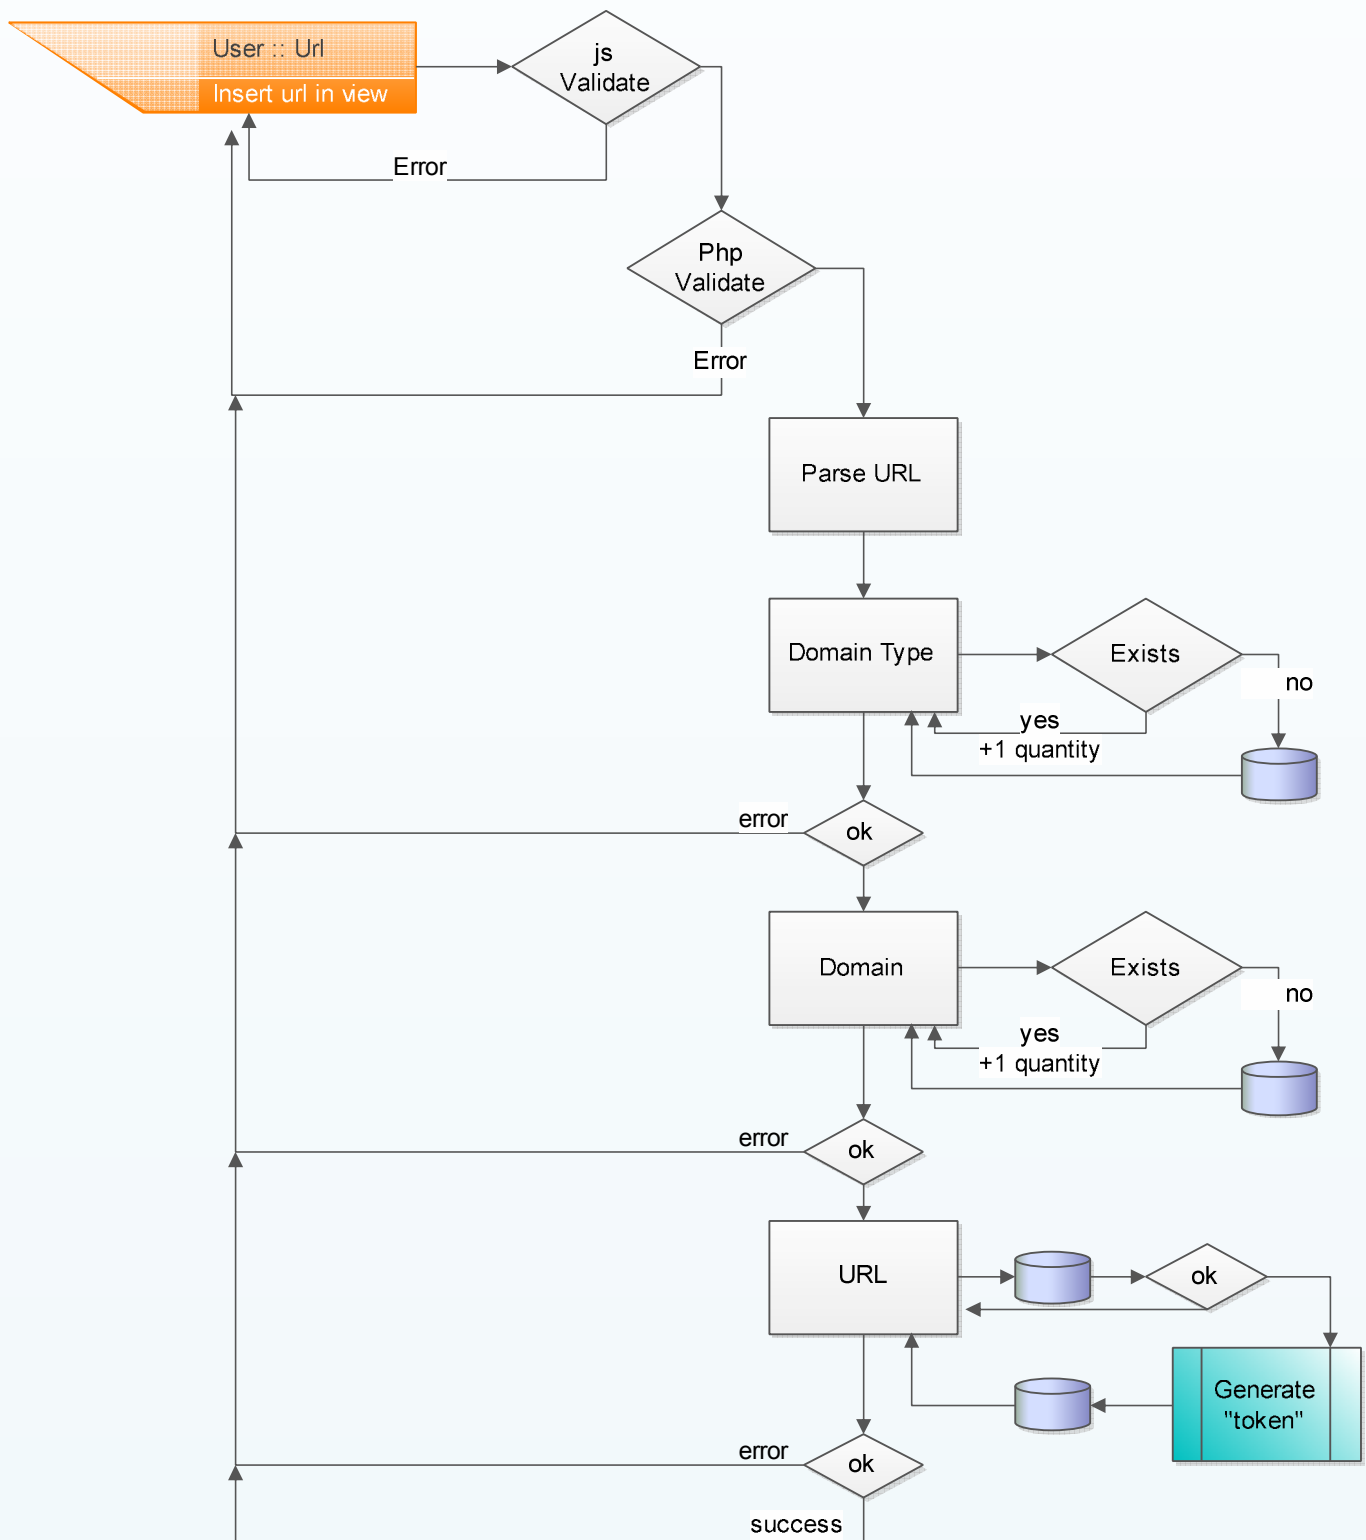 User :: Url
Insert url in view
js
Validate
Error
Php
Validate
Error
Parse URL
Domain Type
Exists
no
yes
+1 quantity
error
ok
Domain
Exists
no
yes
+1 quantity
error
ok
URL
ok
Generate
"token"
error
ok
success